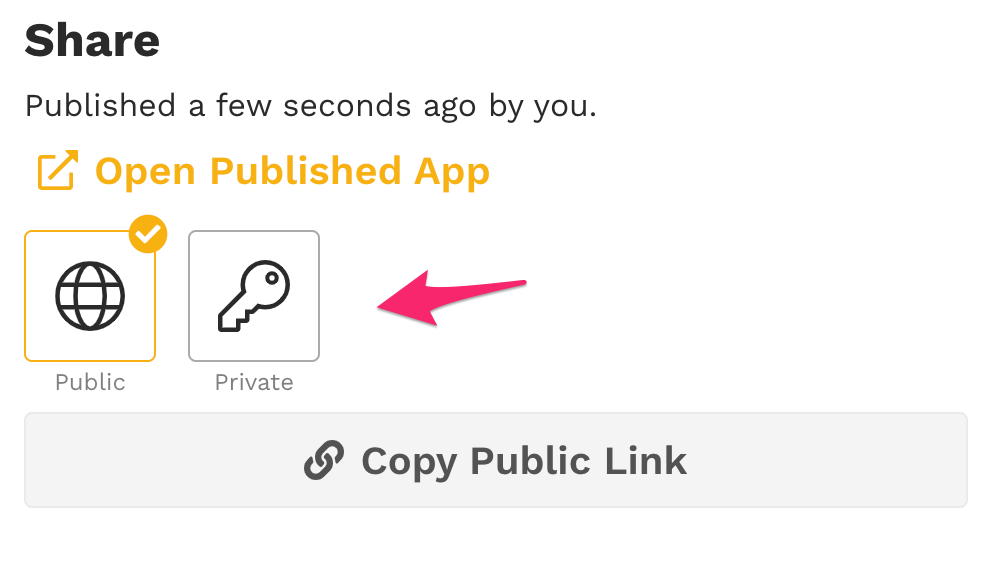 Share
Published a few seconds ago by you.
Open Published App
Public Private
Copy Public Link